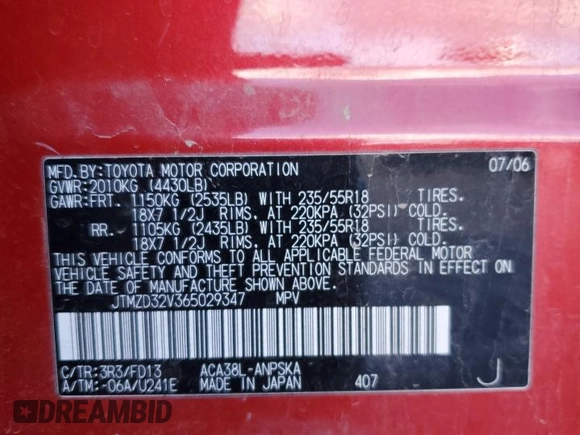 MFD.BY:TOYOTA MOTOR CORPORATION 07/06
GVWR:2010KG (4430LB)
GAWR:FRT. 1150KG (2535LB) WITH 235/55R18 TIRES.
18X7 1/2J RIMS, AT 220KPA (32PSI) COLD.
RR. 1105KG (2435LB) WITH 235/55R18 TIRES.
18X7 1/2J RIMS, AT 220KPA (32PSI) COLD.
THIS VEHICLE CONFORMS TO ALL APPLICABLE FEDERAL MOTOR
VEHICLE SAFETY AND THEFT PREVENTION STANDARDS IN EFFECT ON
THE DATE OF MANUFACTURE SHOWN ABOVE.
JTMZD32V365029347 MPV
C/TR:3R3/FD13 ACA38L-ANPSKA
A/TM:-06A/U241E MADE IN JAPAN 407 J
DREAMBID